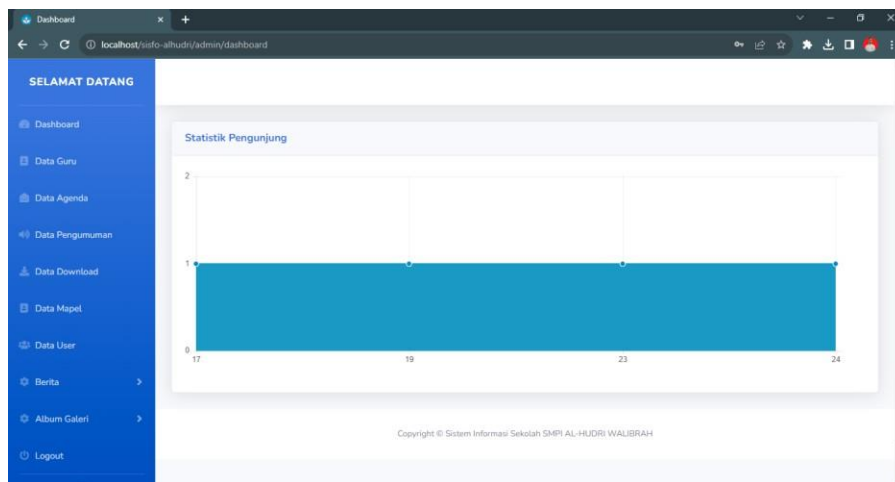 Dashboard
localhost/sisfo-alhudri/admin/dashboard
SELAMAT DATANG
Dashboard
Data Guru
Data Agenda
Data Pengumuman
Data Download
Data Mapel
Data User
Berita
Album Galeri
Logout
Statistik Pengunjung
2
1
0
17 19 23 24
Copyright © Sistem Informasi Sekolah SMPI AL-HUDRI WALIBRAH